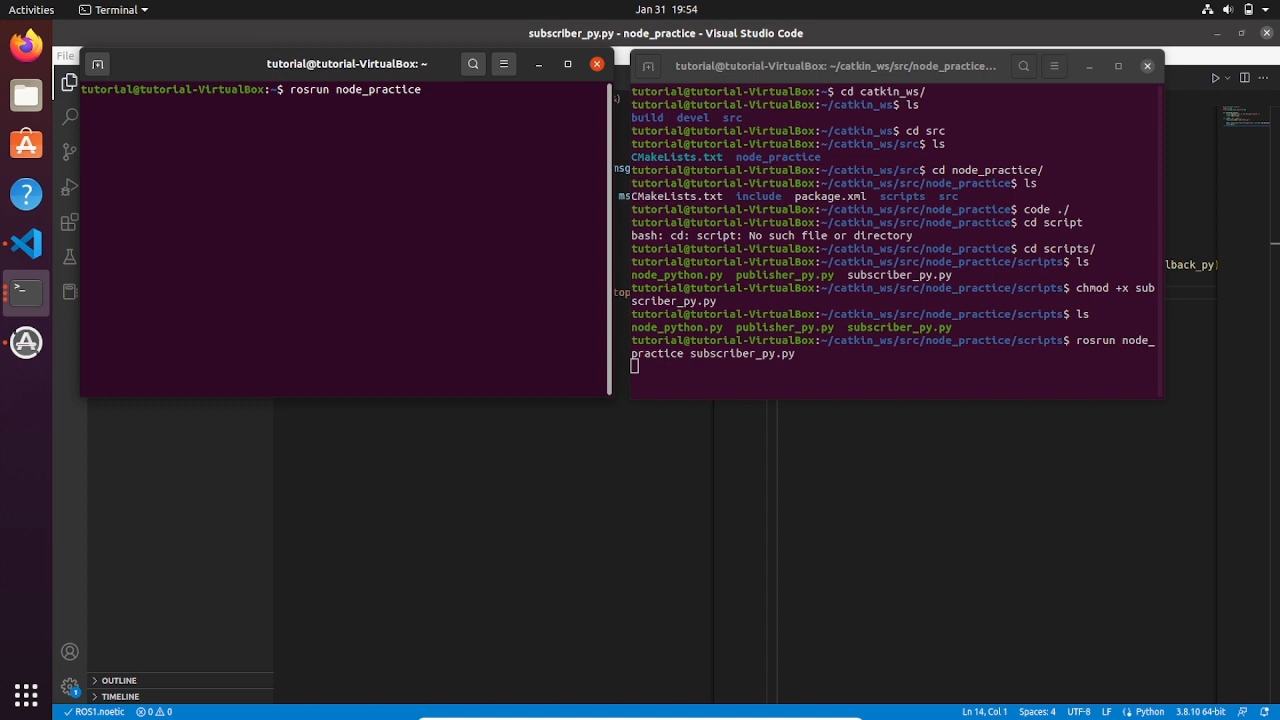 Activities Terminal Jan 31 19:54
subscriber_py.py - node_practice - Visual Studio Code
File
tutorial@tutorial-VirtualBox: ~
tutorial@tutorial-VirtualBox:~$ rosrun node_practice
tutorial@tutorial-VirtualBox: ~/catkin_ws/src/node_practice...
tutorial@tutorial-VirtualBox:~$ cd catkin_ws/
tutorial@tutorial-VirtualBox:~/catkin_ws$ ls
build devel src
tutorial@tutorial-VirtualBox:~/catkin_ws$ cd src
tutorial@tutorial-VirtualBox:~/catkin_ws/src$ ls
CMakeLists.txt node_practice
tutorial@tutorial-VirtualBox:~/catkin_ws/src$ cd node_practice/
tutorial@tutorial-VirtualBox:~/catkin_ws/src/node_practice$ ls
CMakeLists.txt include package.xml scripts src
tutorial@tutorial-VirtualBox:~/catkin_ws/src/node_practice$ code ./
tutorial@tutorial-VirtualBox:~/catkin_ws/src/node_practice$ cd script
bash: cd: script: No such file or directory
tutorial@tutorial-VirtualBox:~/catkin_ws/src/node_practice$ cd scripts/
tutorial@tutorial-VirtualBox:~/catkin_ws/src/node_practice/scripts$ ls
node_python.py publisher_py.py subscriber_py.py
tutorial@tutorial-VirtualBox:~/catkin_ws/src/node_practice/scripts$ chmod +x sub
scriber_py.py
tutorial@tutorial-VirtualBox:~/catkin_ws/src/node_practice/scripts$ ls
node_python.py publisher_py.py subscriber_py.py
tutorial@tutorial-VirtualBox:~/catkin_ws/src/node_practice/scripts$ rosrun node_
practice subscriber_py.py
msg
ms
lback_py)
top
OUTLINE
TIMELINE
1
ROS1.noetic 0 0 Ln 14, Col 1 Spaces: 4 UTF-8 LF Python 3.8.10 64-bit